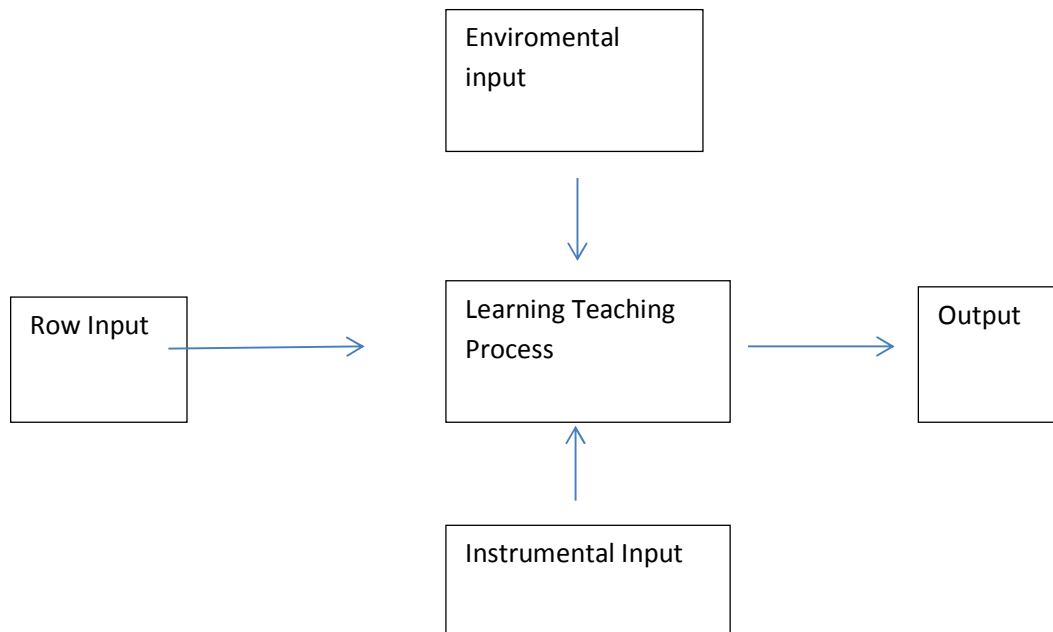 Enviromental
input
Row Input
Learning Teaching
Process
Output
Instrumental Input